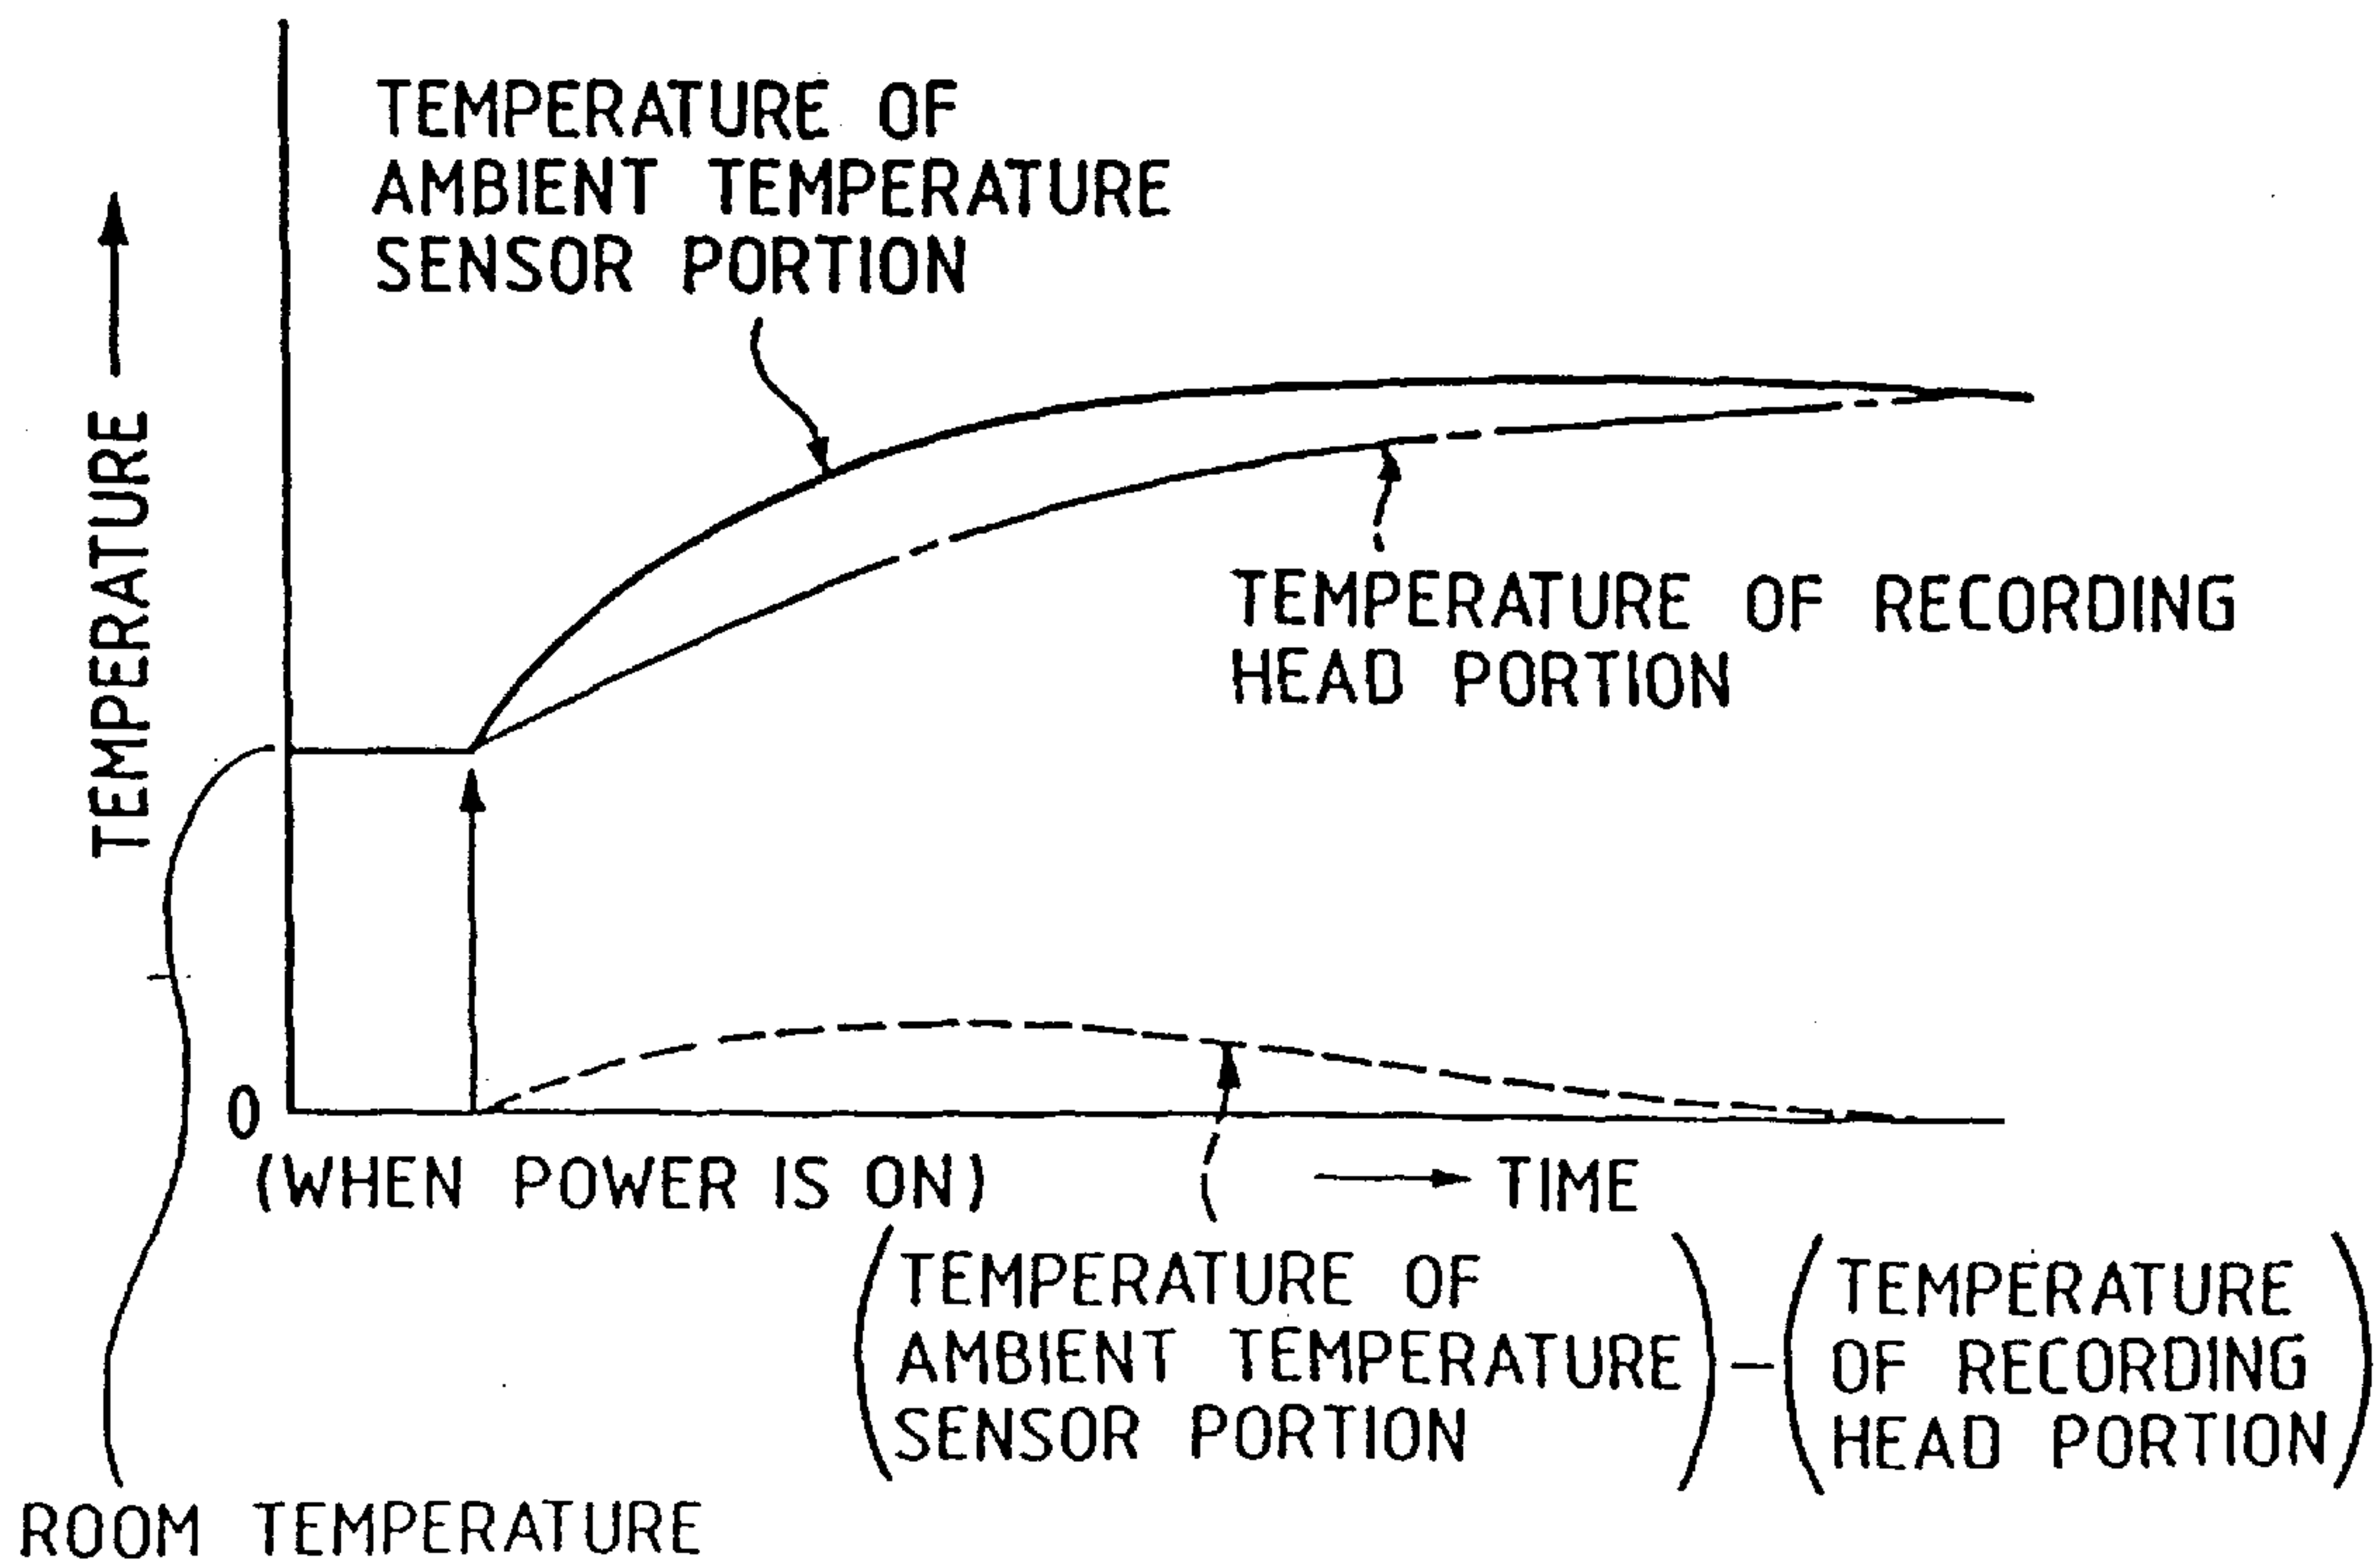 TEMPERATURE OF
AMBIENT TEMPERATURE
SENSOR PORTION
TEMPERATURE
TEMPERATURE OF RECORDING
HEAD PORTION
0
(WHEN POWER IS ON)
TIME
(TEMPERATURE OF
AMBIENT TEMPERATURE
SENSOR PORTION)
–
(TEMPERATURE
OF RECORDING
HEAD PORTION)
ROOM TEMPERATURE